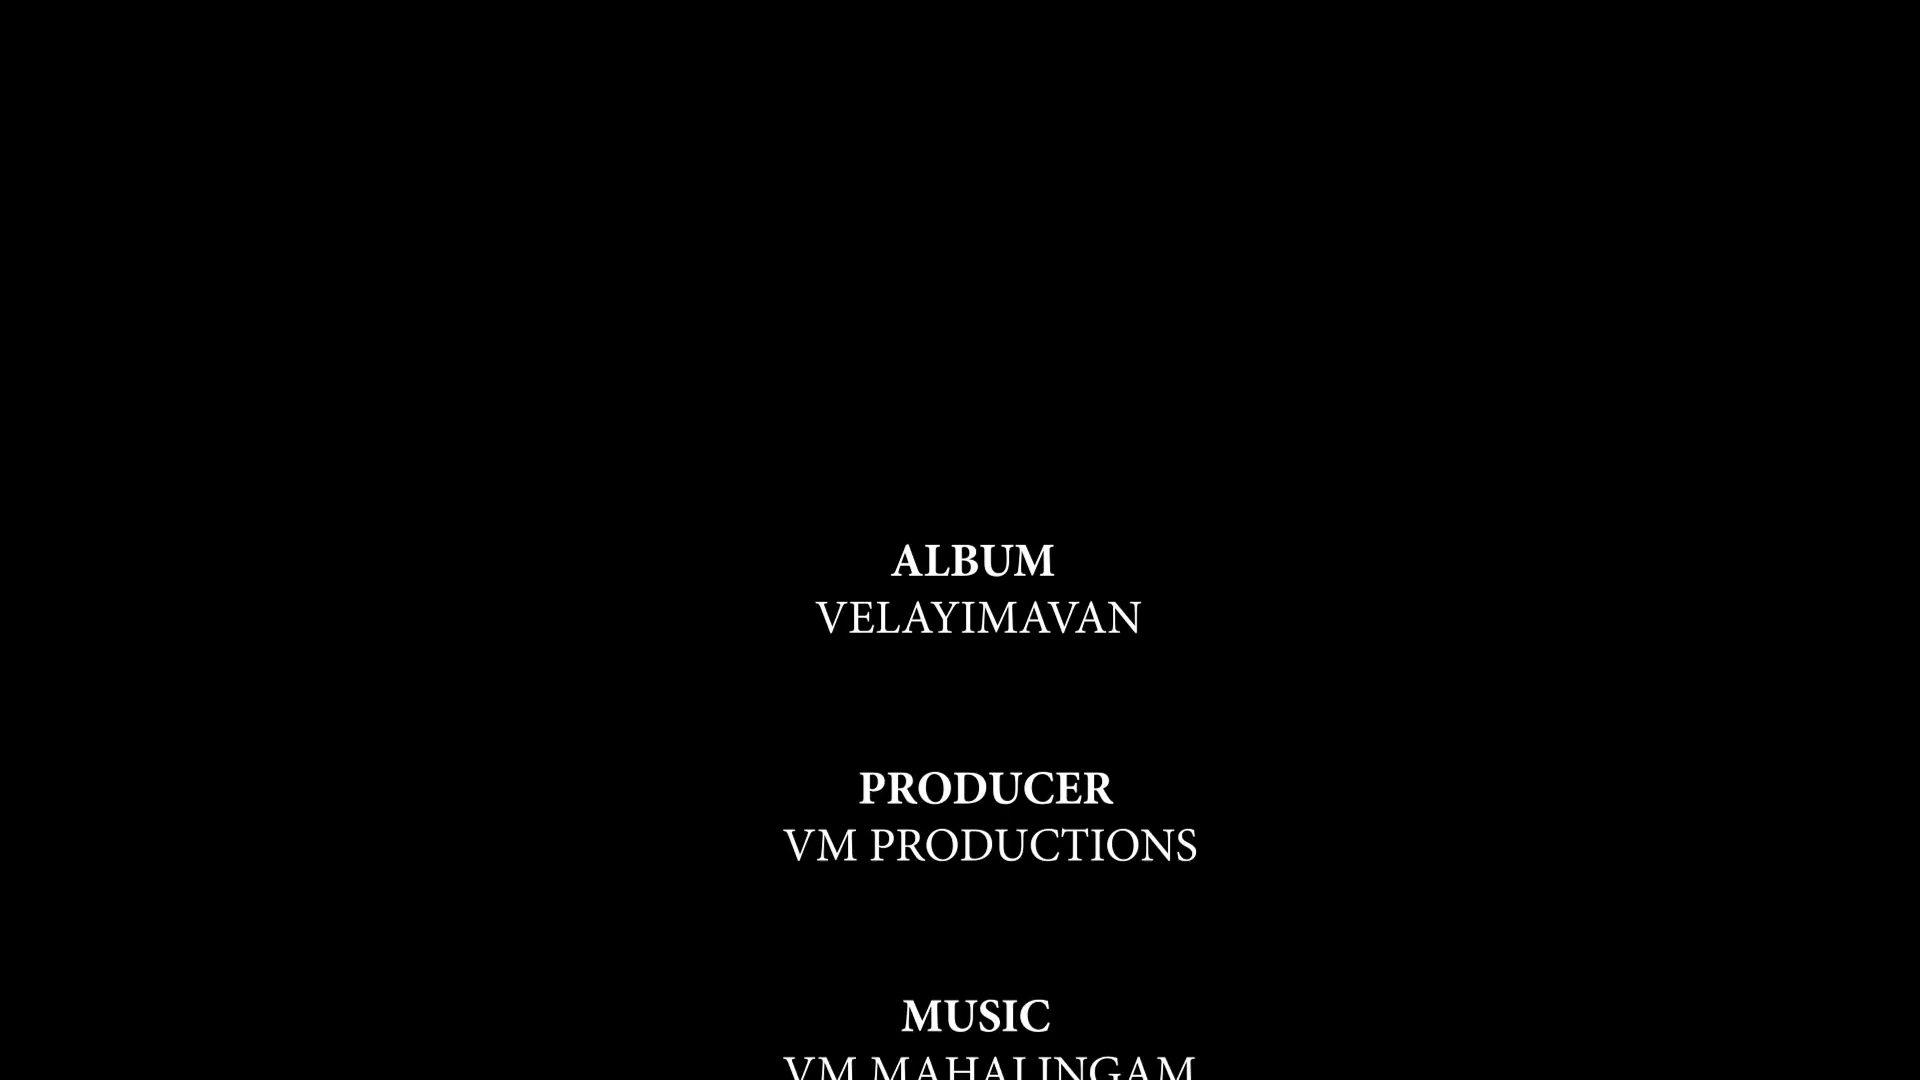 ALBUM
VELAYIMAVAN
PRODUCER
VM PRODUCTIONS
MUSIC
VM MAHALINGAM